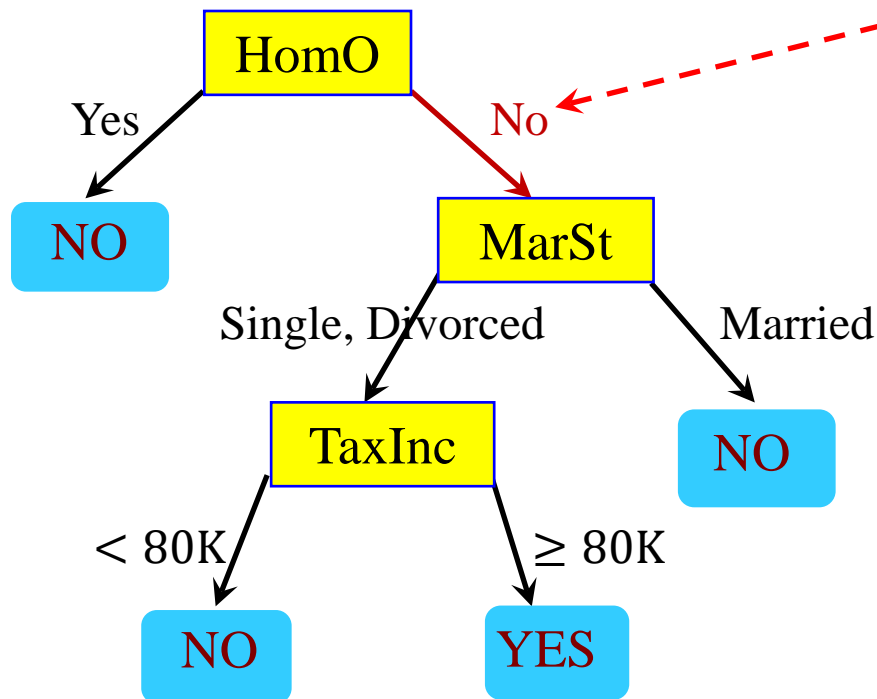 HomO
Yes
No
NO
MarSt
Single, Divorced
Married
TaxInc
NO
< 80K
≥ 80K
NO
YES